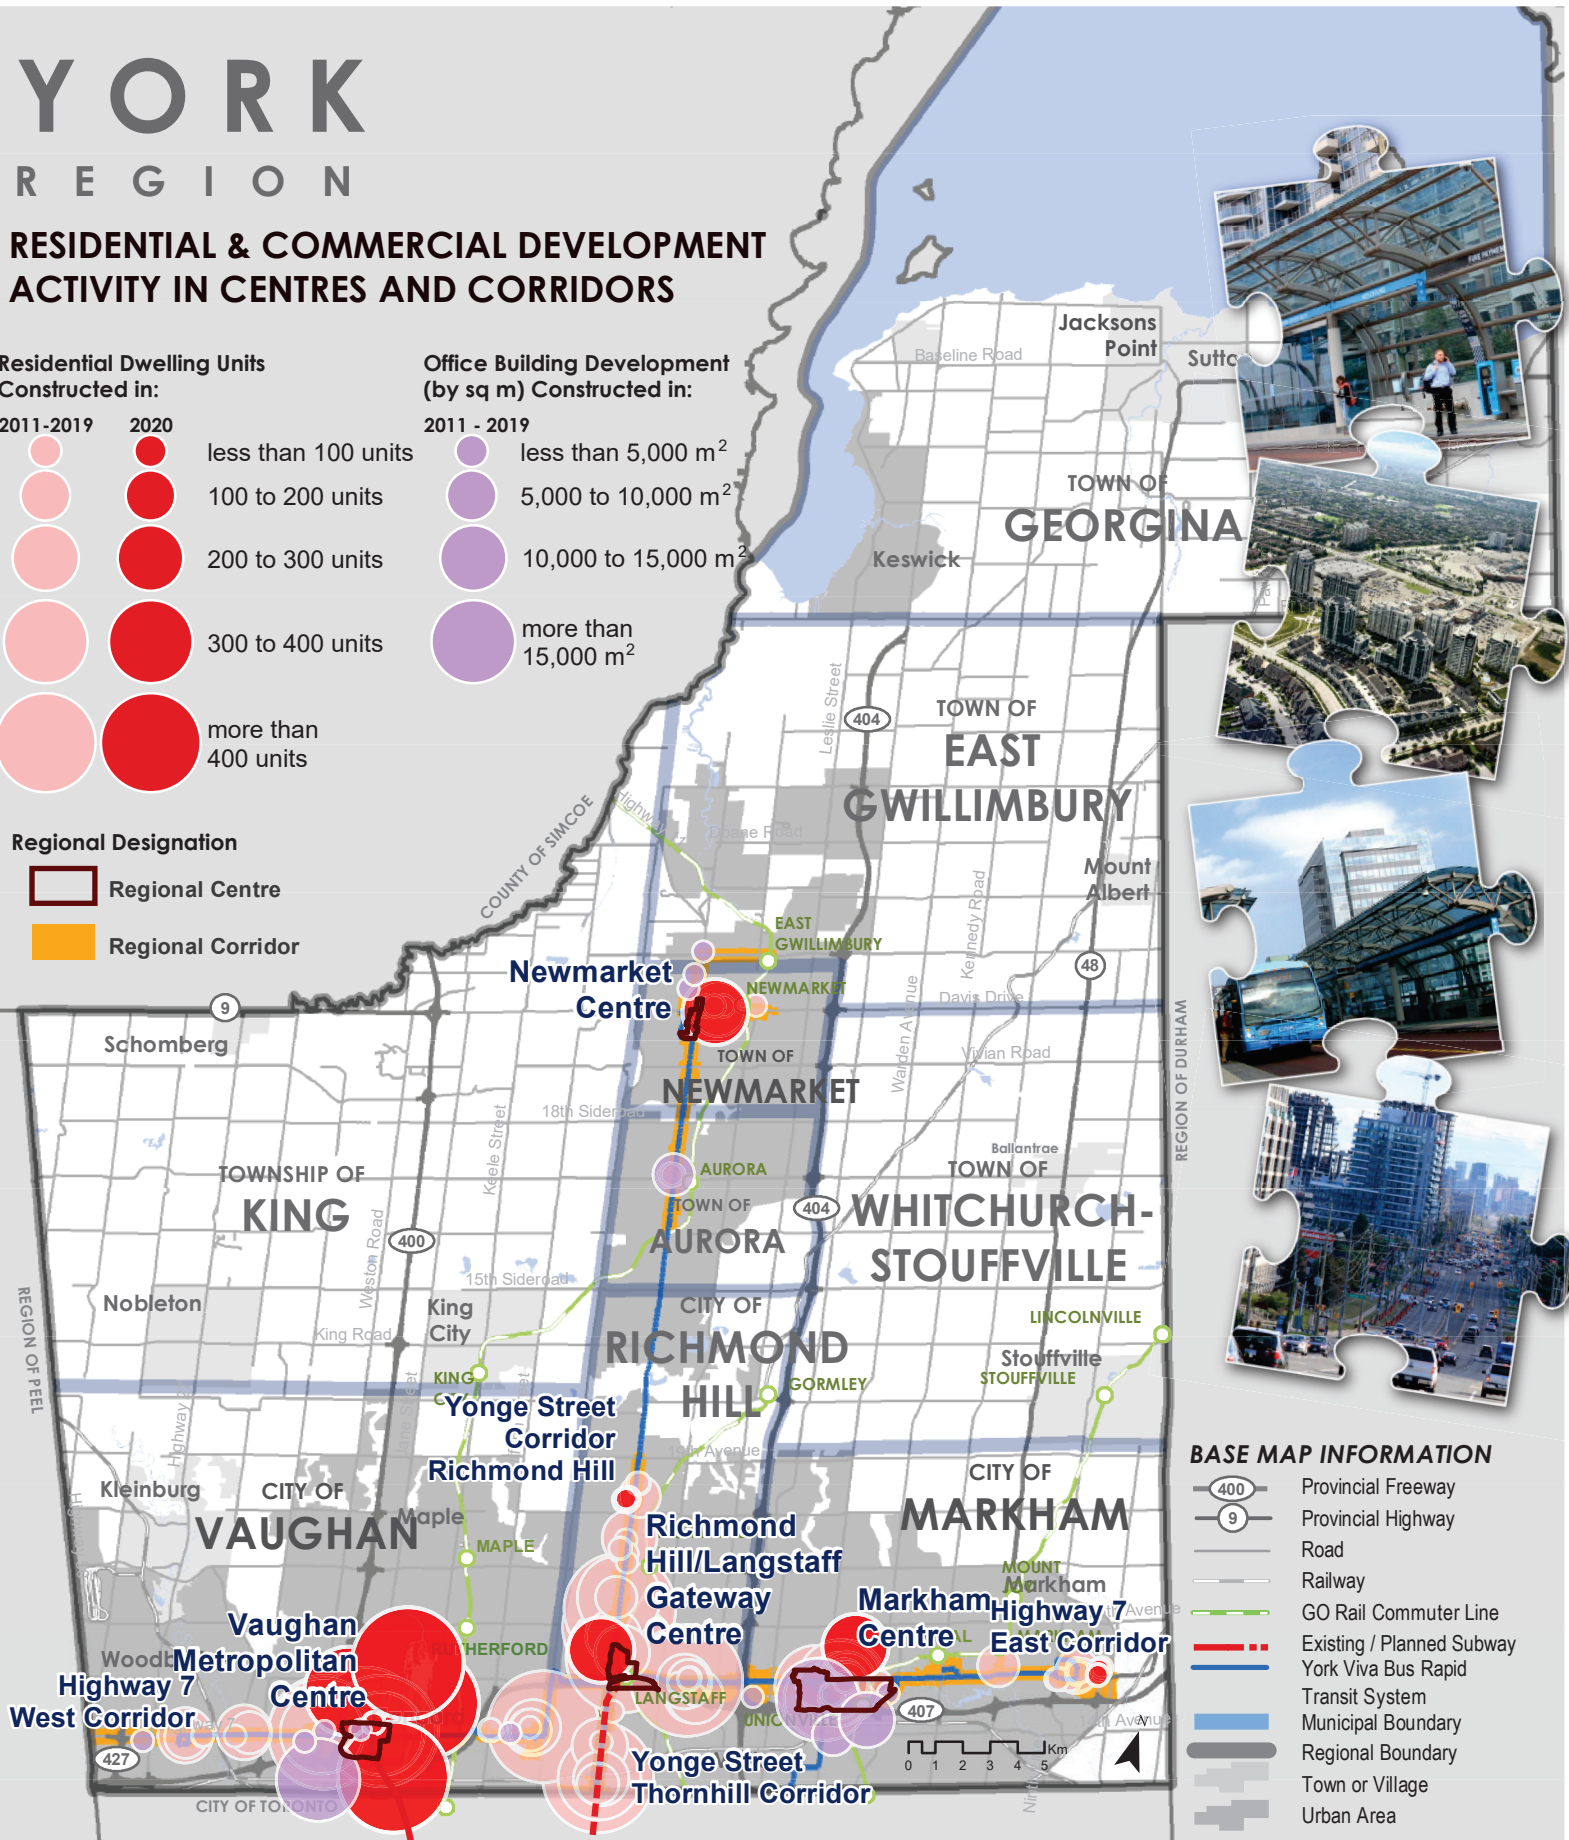 YORK
REGION
RESIDENTIAL & COMMERCIAL DEVELOPMENT
ACTIVITY IN CENTRES AND CORRIDORS
Residential Dwelling Units
Constructed in:
2011-2019
2020
less than 100 units
100 to 200 units
200 to 300 units
300 to 400 units
more than
400 units
Office Building Development
(by sq m) Constructed in:
2011 - 2019
less than 5,000 m²
5,000 to 10,000 m²
10,000 to 15,000 m²
more than
15,000 m²
Regional Designation
Regional Centre
Regional Corridor
Jacksons
Point
Baseline Road
TOWN OF
GEORGINA
Keswick
Leslie Street
404
TOWN OF
EAST
GWILLIMBURY
COUNTY OF SIMCOE
Doane Road
Mount
Albert
Kennedy Road
EAST
GWILLIMBURY
48
Newmarket
Centre
NEWMARKET
9
Davis Drive
Warden Avenue
REGION OF DURHAM
Schomberg
Vivian Road
TOWN OF
NEWMARKET
18th Sideroad
Keele Street
Ballantrae
TOWNSHIP OF
KING
AURORA
TOWN OF
AURORA
404
TOWN OF
WHITCHURCH-
STOUFFVILLE
Weston Road
400
15th Sideroad
REGION OF PEEL
Nobleton
King
City
King Road
CITY OF
RICHMOND
HILL
LINCOLNVILLE
Stouffville
STOUFFVILLE
KING
GORMLEY
Yonge Street
Corridor
Richmond Hill
19th Avenue
Kleinburg
CITY OF
VAUGHAN
Maple
MAPLE
CITY OF
MARKHAM
Richmond
Hill/Langstaff
Gateway
Centre
MOUNT
Markham
Markham
Centre
Highway 7
East Corridor
Vaughan
Metropolitan
Centre
Highway 7
West Corridor
RUTHERFORD
LANGSTAFF
UNIONVILLE
407
427
Yonge Street
Thornhill Corridor
CITY OF TORONTO
N
Km
0 1 2 3 4 5
BASE MAP INFORMATION
400 Provincial Freeway
9 Provincial Highway
Road
Railway
GO Rail Commuter Line
Existing / Planned Subway
York Viva Bus Rapid
Transit System
Municipal Boundary
Regional Boundary
Town or Village
Urban Area